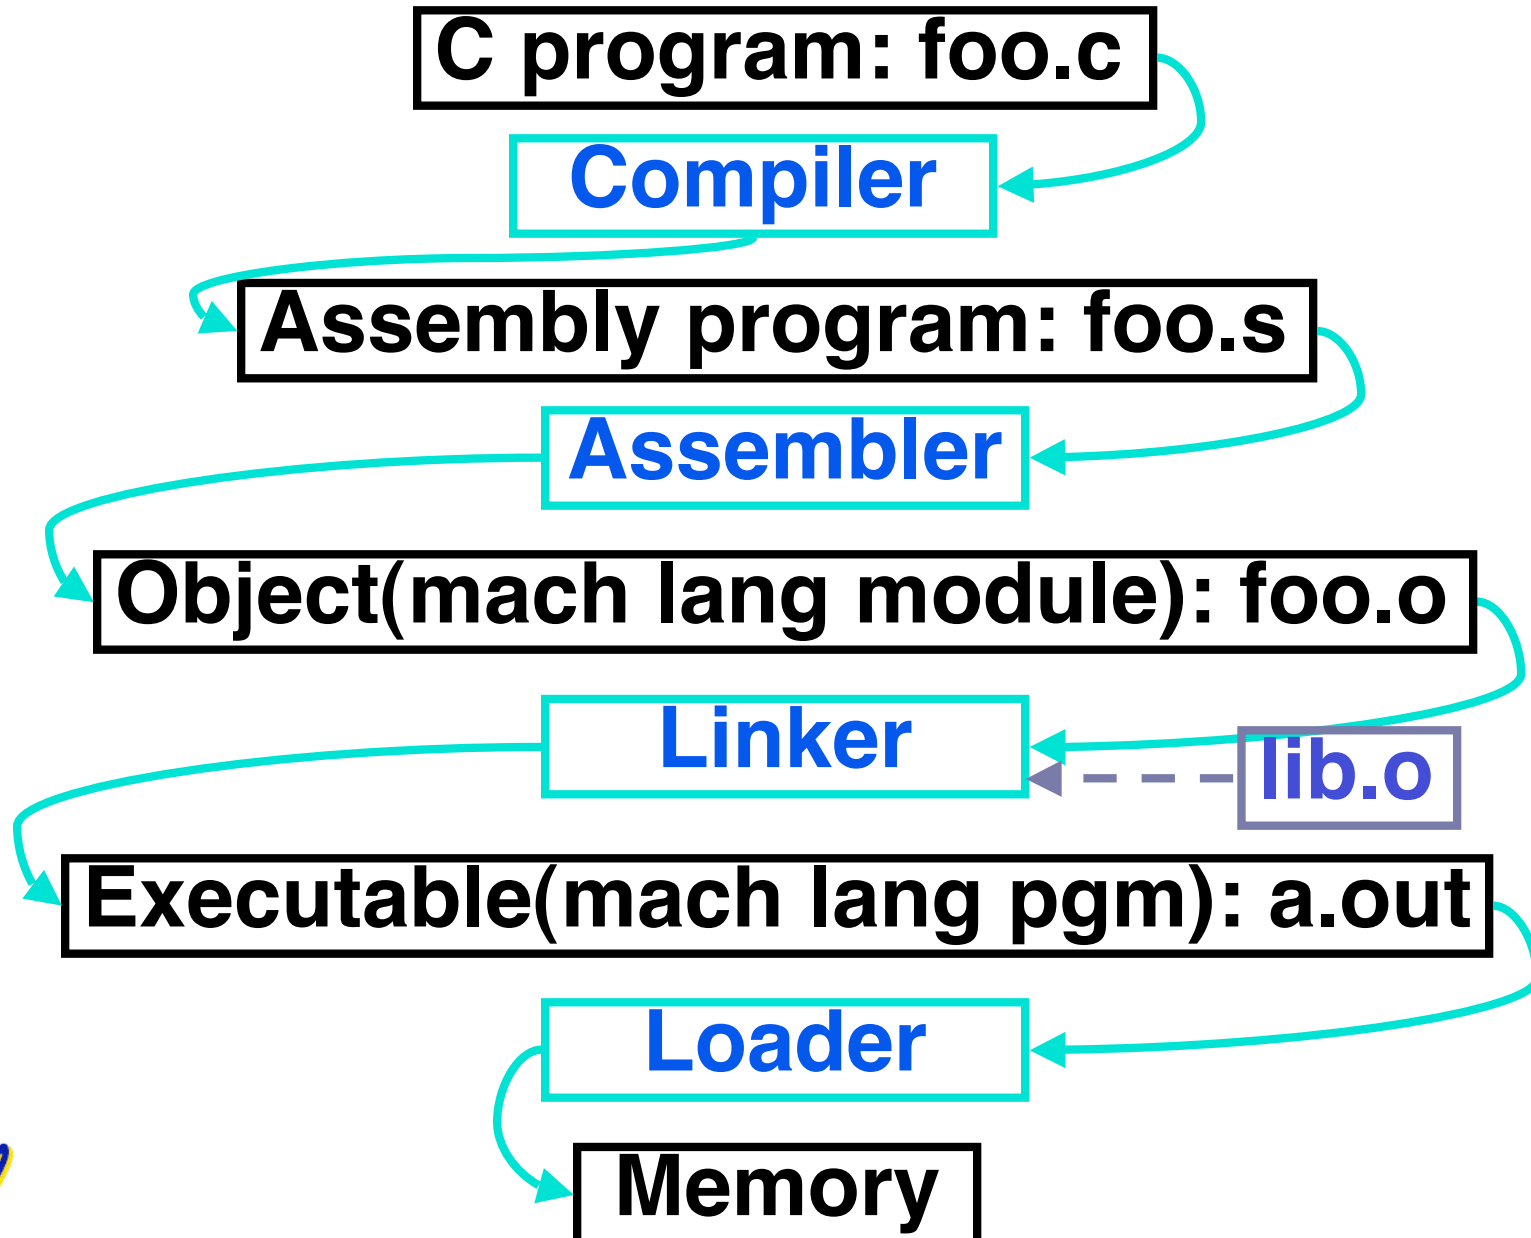 C program: foo.c
Compiler
Assembly program: foo.s
Assembler
Object(mach lang module): foo.o
Linker
lib.o
Executable(mach lang pgm): a.out
Loader
Memory